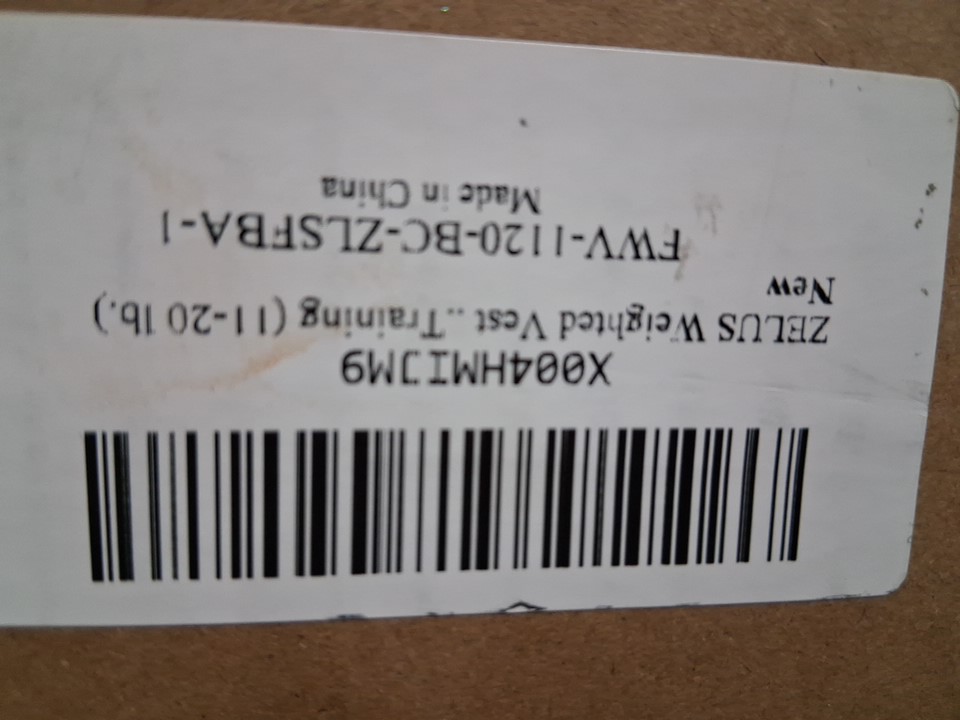 X004HMIJM9
ZELUS Weighted Vest...Training (11-20 lb.)
New
FWV-1120-BC-ZLSFBA-1
Made in China